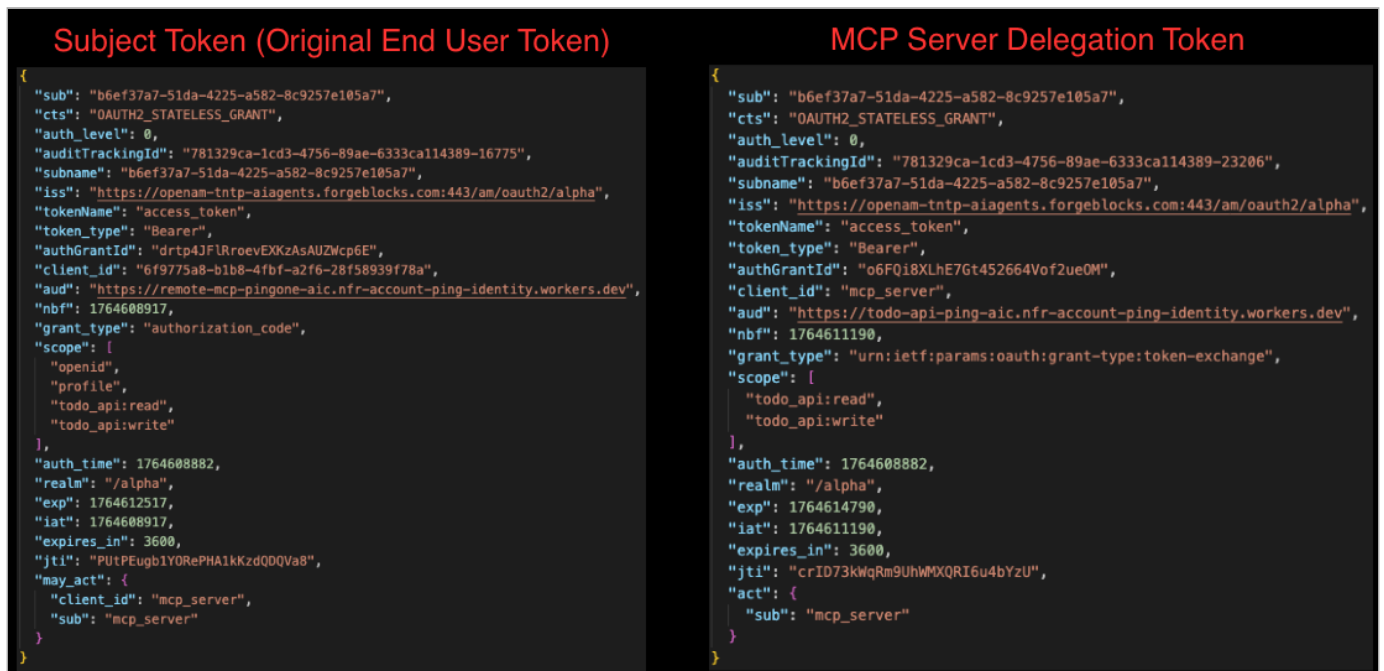 Subject Token (Original End User Token)
{
"sub": "b6ef37a7-51da-4225-a582-8c9257e105a7",
"cts": "OAUTH2_STATELESS_GRANT",
"auth_level": 0,
"auditTrackingId": "781329ca-1cd3-4756-89ae-6333ca114389-16775",
"subname": "b6ef37a7-51da-4225-a582-8c9257e105a7",
"iss": "https://openam-tntp-aiagents.forgeblocks.com:443/am/oauth2/alpha",
"tokenName": "access_token",
"token_type": "Bearer",
"authGrantId": "drtp4JFlRroevEXKzAsAUZWcp6E",
"client_id": "6f9775a8-b1b8-4fbf-a2f6-28f58939f78a",
"aud": "https://remote-mcp-pingone-aic.nfr-account-ping-identity.workers.dev",
"nbf": 1764608917,
"grant_type": "authorization_code",
"scope": [
"openid",
"profile",
"todo_api:read",
"todo_api:write"
],
"auth_time": 1764608882,
"realm": "/alpha",
"exp": 1764612517,
"iat": 1764608917,
"expires_in": 3600,
"jti": "PUtPEugb1YORePHA1kKzdQDQVa8",
"may_act": {
"client_id": "mcp_server",
"sub": "mcp_server"
}
}
MCP Server Delegation Token
{
"sub": "b6ef37a7-51da-4225-a582-8c9257e105a7",
"cts": "OAUTH2_STATELESS_GRANT",
"auth_level": 0,
"auditTrackingId": "781329ca-1cd3-4756-89ae-6333ca114389-23206",
"subname": "b6ef37a7-51da-4225-a582-8c9257e105a7",
"iss": "https://openam-tntp-aiagents.forgeblocks.com:443/am/oauth2/alpha",
"tokenName": "access_token",
"token_type": "Bearer",
"authGrantId": "o6FQi8XLhE7Gt452664Vof2ueOM",
"client_id": "mcp_server",
"aud": "https://todo-api-ping-aic.nfr-account-ping-identity.workers.dev",
"nbf": 1764611190,
"grant_type": "urn:ietf:params:oauth:grant-type:token-exchange",
"scope": [
"todo_api:read",
"todo_api:write"
],
"auth_time": 1764608882,
"realm": "/alpha",
"exp": 1764614790,
"iat": 1764611190,
"expires_in": 3600,
"jti": "crID73kWqRm9UhWMXQRI6u4bYzU",
"act": {
"sub": "mcp_server"
}
}